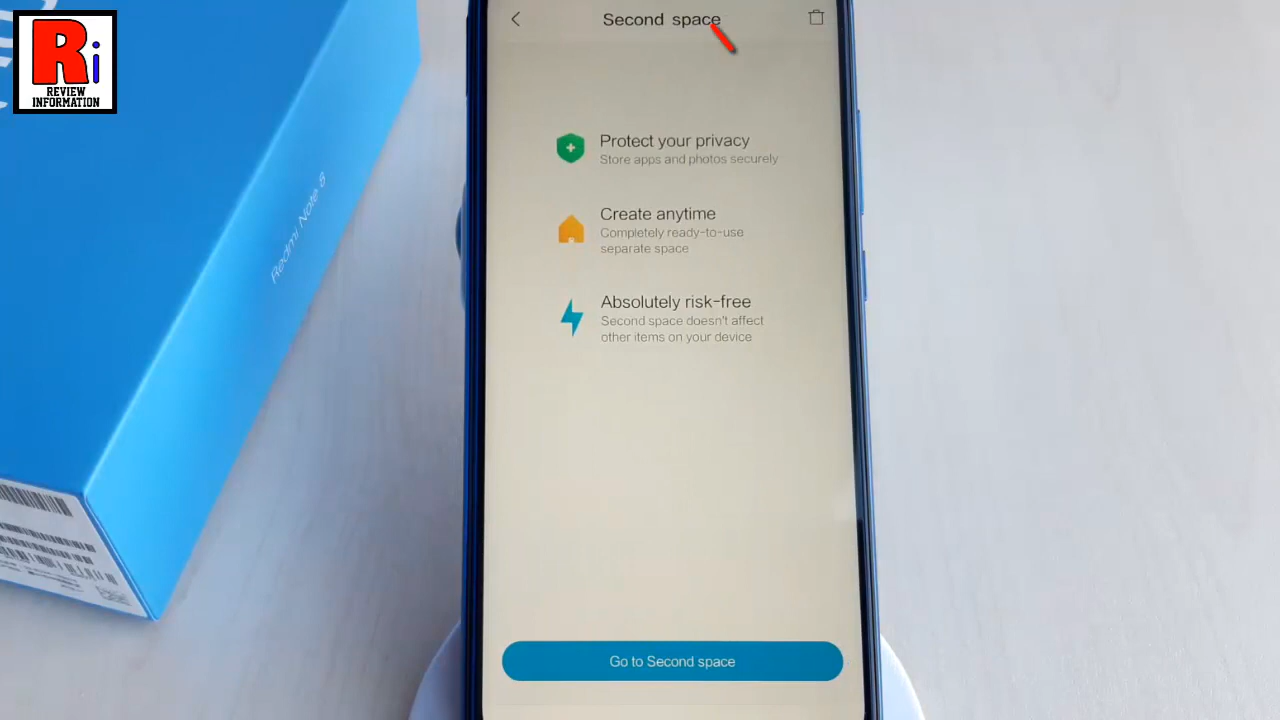 Ri
REVIEW
INFORMATION
Redmi Note 8
Second space
Protect your privacy
Store apps and photos securely
Create anytime
Completely ready-to-use
separate space
Absolutely risk-free
Second space doesn't affect
other items on your device
Go to Second space